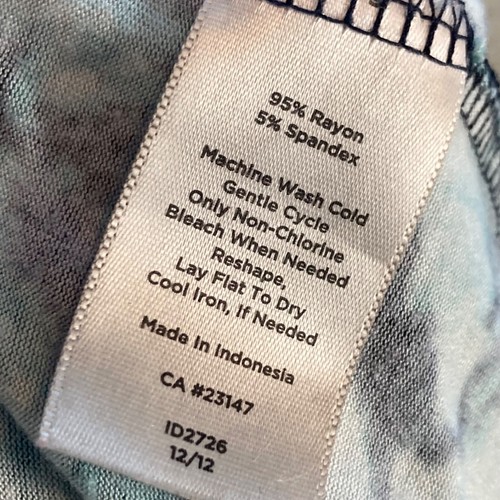 95% Rayon
5% Spandex
Machine Wash Cold
Gentle Cycle
Only Non-Chlorine
Bleach When Needed
Reshape,
Lay Flat To Dry
Cool Iron, If Needed
Made In Indonesia
CA #23147
ID2726
12/12